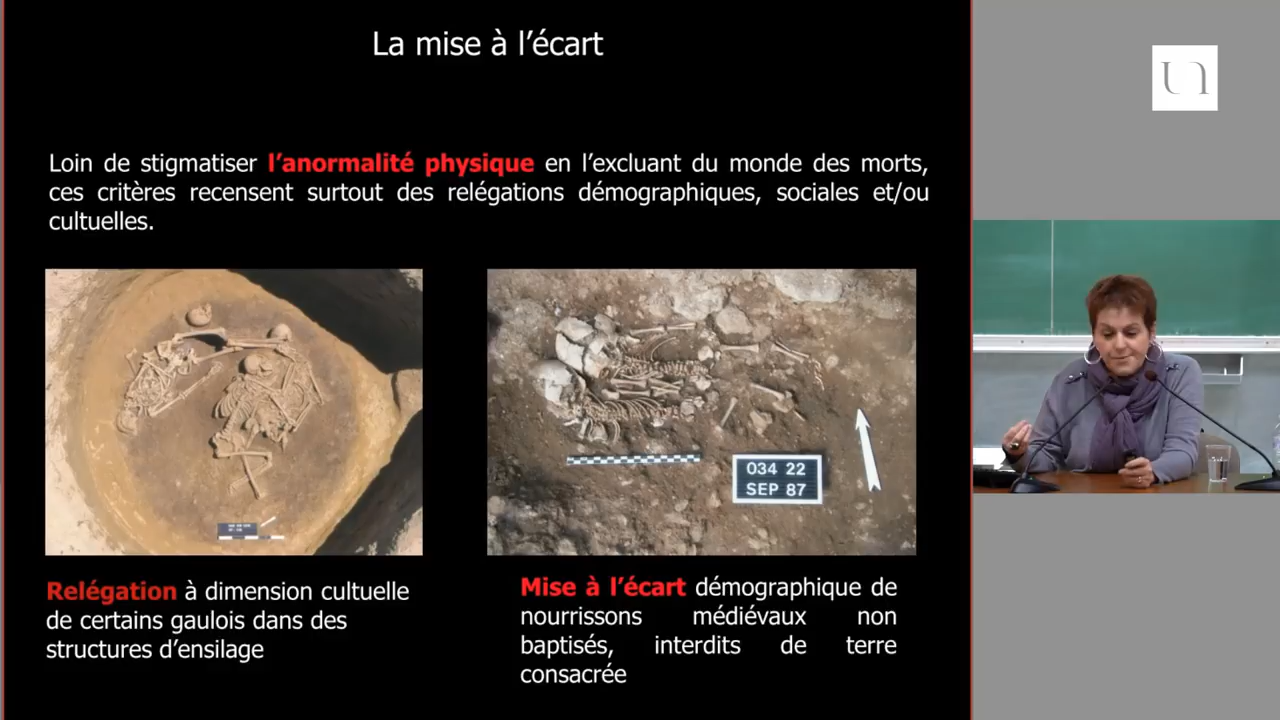 La mise à l'écart
Loin de stigmatiser l'anormalité physique en l'excluant du monde des morts,
ces critères recensent surtout des relégations démographiques, sociales et/ou
cultuelles.
034 22
SEP 87
Relégation à dimension cultuelle
de certains gaulois dans des
structures d'ensilage
Mise à l'écart démographique de
nourrissons médiévaux non
baptisés, interdits de terre
consacrée